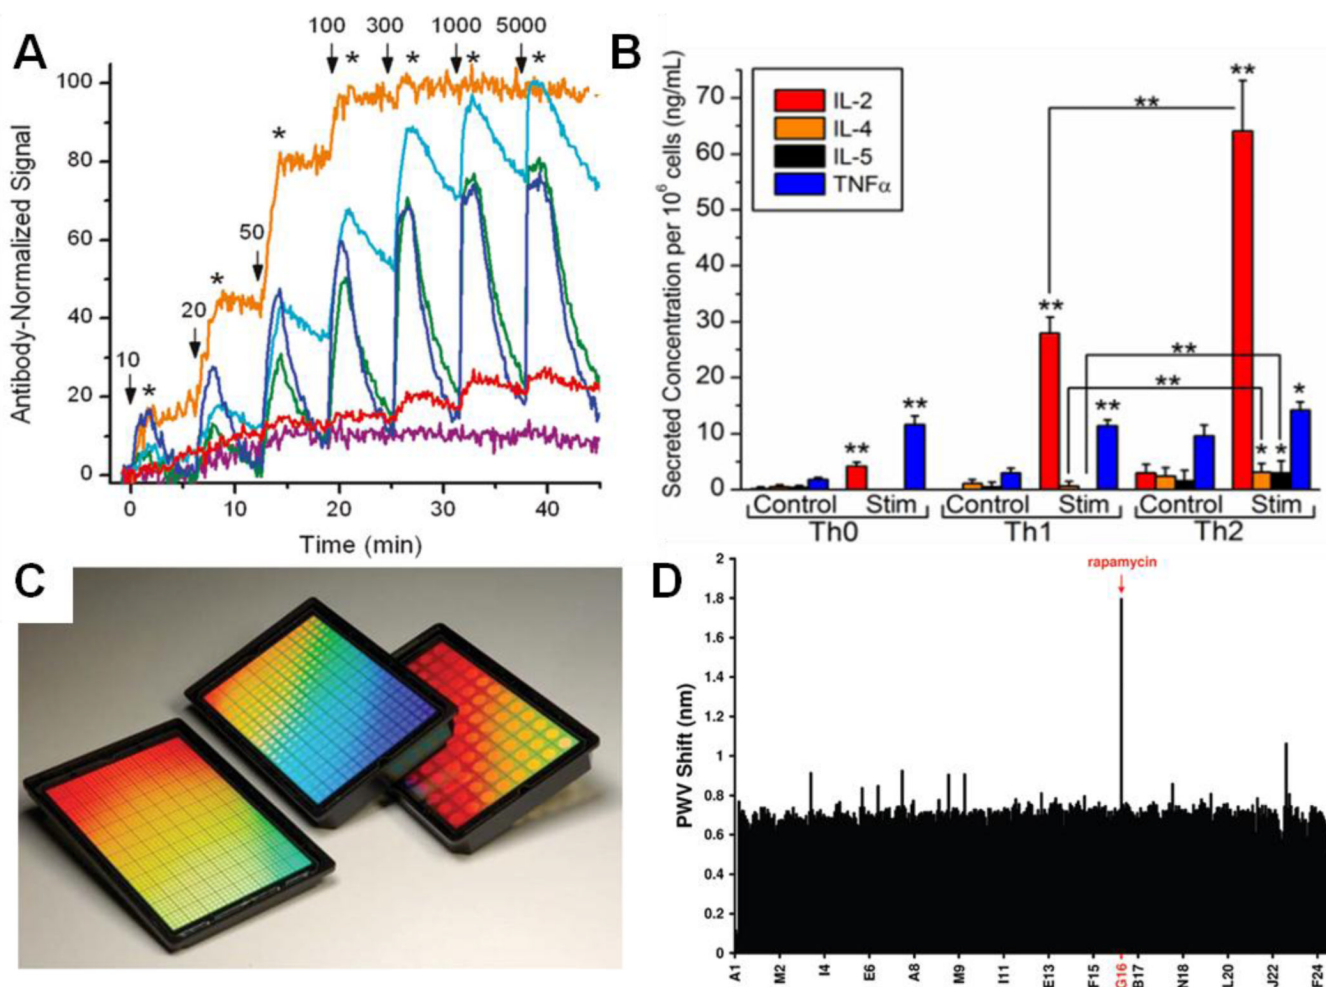 A
10
*
20
*
50
*
100
*
300
*
1000
*
5000
*
Antibody-Normalized Signal
100
80
60
40
20
0
0
10
20
30
40
Time (min)
B
Secreted Concentration per 10⁶ cells (ng/mL)
70
60
50
40
30
20
10
0
IL-2
IL-4
IL-5
TNFα
**
**
**
**
**
**
**
**
*
*
*
Control
Stim
Control
Stim
Control
Stim
Th0
Th1
Th2
C
D
rapamycin
PWV Shift (nm)
2
1.8
1.6
1.4
1.2
1
0.8
0.6
0.4
0.2
0
A1
M2
I4
E6
A8
M9
I11
E13
F15
G16
B17
N18
L20
J22
F24